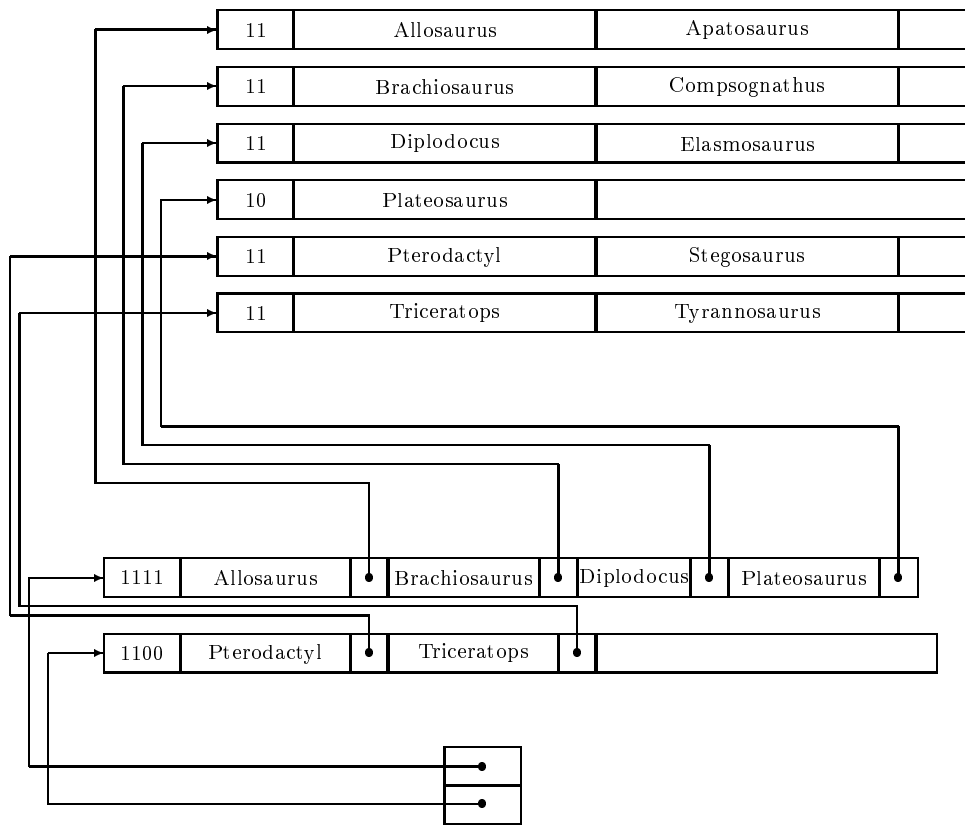 11 Allosaurus Apatosaurus
11 Brachiosaurus Compsognathus
11 Diplodocus Elasmosaurus
10 Plateosaurus
11 Pterodactyl Stegosaurus
11 Triceratops Tyrannosaurus
1111 Allosaurus Brachiosaurus Diplodocus Plateosaurus
1100 Pterodactyl Triceratops